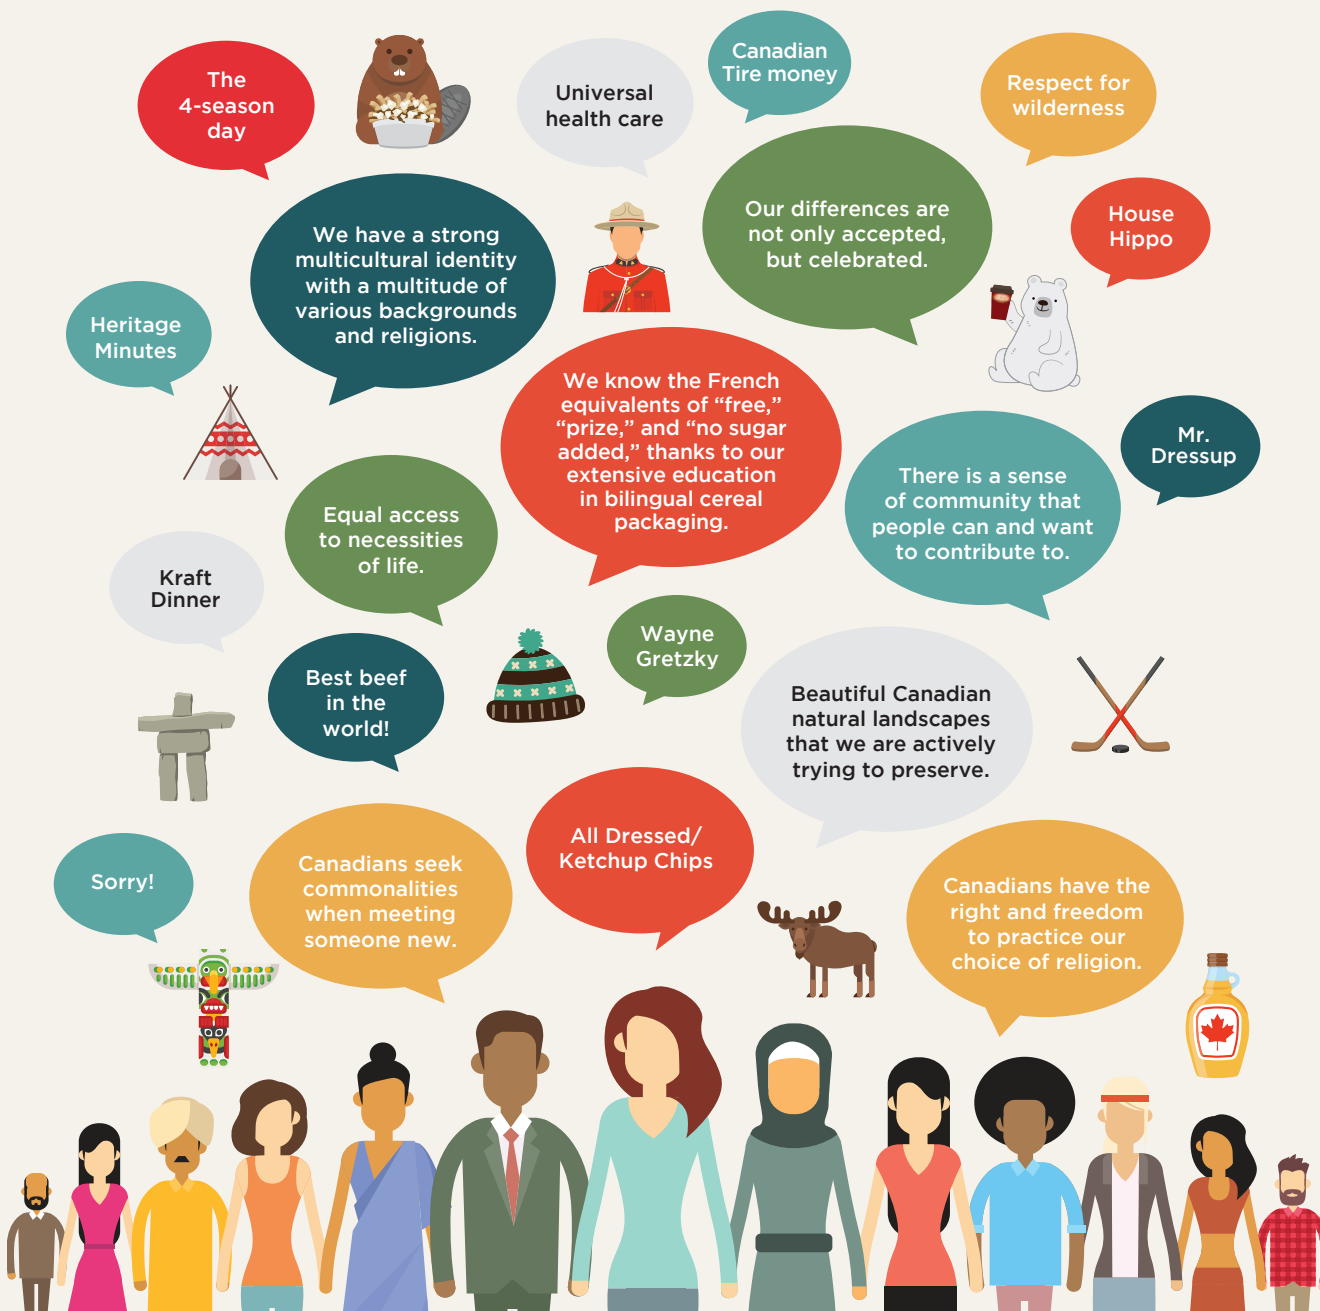 The
4-season
day
Universal
health care
Canadian
Tire money
Respect for
wilderness
We have a strong
multicultural identity
with a multitude of
various backgrounds
and religions.
Our differences are
not only accepted,
but celebrated.
House
Hippo
Heritage
Minutes
We know the French
equivalents of “free,”
“prize,” and “no sugar
added,” thanks to our
extensive education
in bilingual cereal
packaging.
Mr.
Dressup
There is a sense
of community that
people can and want
to contribute to.
Equal access
to necessities
of life.
Kraft
Dinner
Wayne
Gretzky
Best beef
in the
world!
Beautiful Canadian
natural landscapes
that we are actively
trying to preserve.
All Dressed/
Ketchup Chips
Sorry!
Canadians seek
commonalities
when meeting
someone new.
Canadians have the
right and freedom
to practice our
choice of religion.